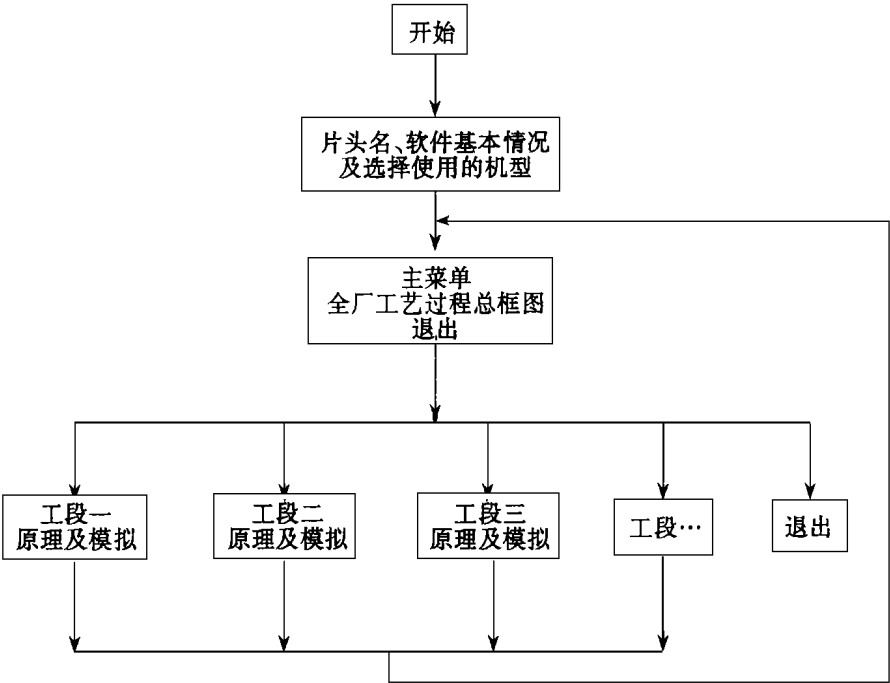 开始
片头名、软件基本情况
及选择使用的机型
主菜单
全厂工艺过程总框图
退出
工段一
原理及模拟
工段二
原理及模拟
工段三
原理及模拟
工段…
退出